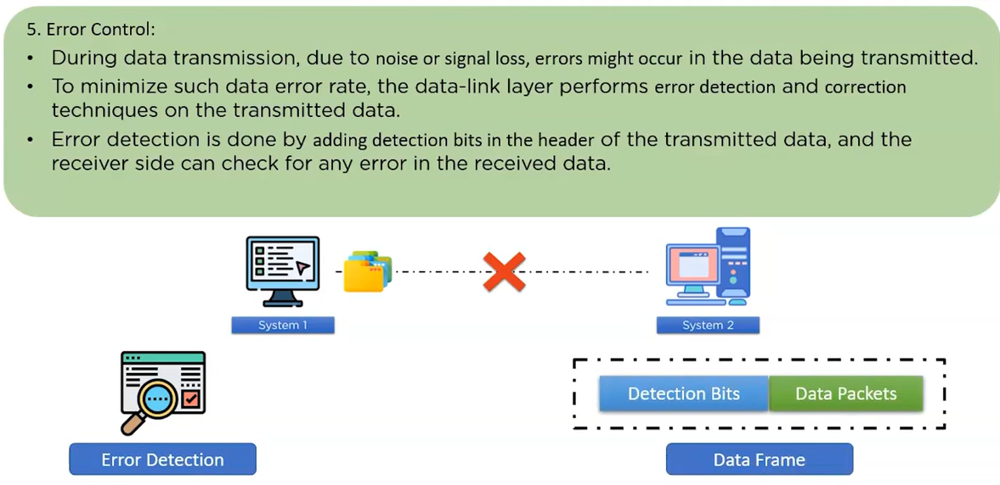 5. Error Control:
• During data transmission, due to noise or signal loss, errors might occur in the data being transmitted.
• To minimize such data error rate, the data-link layer performs error detection and correction
techniques on the transmitted data.
• Error detection is done by adding detection bits in the header of the transmitted data, and the
receiver side can check for any error in the received data.
System 1
System 2
Detection Bits
Data Packets
Error Detection
Data Frame